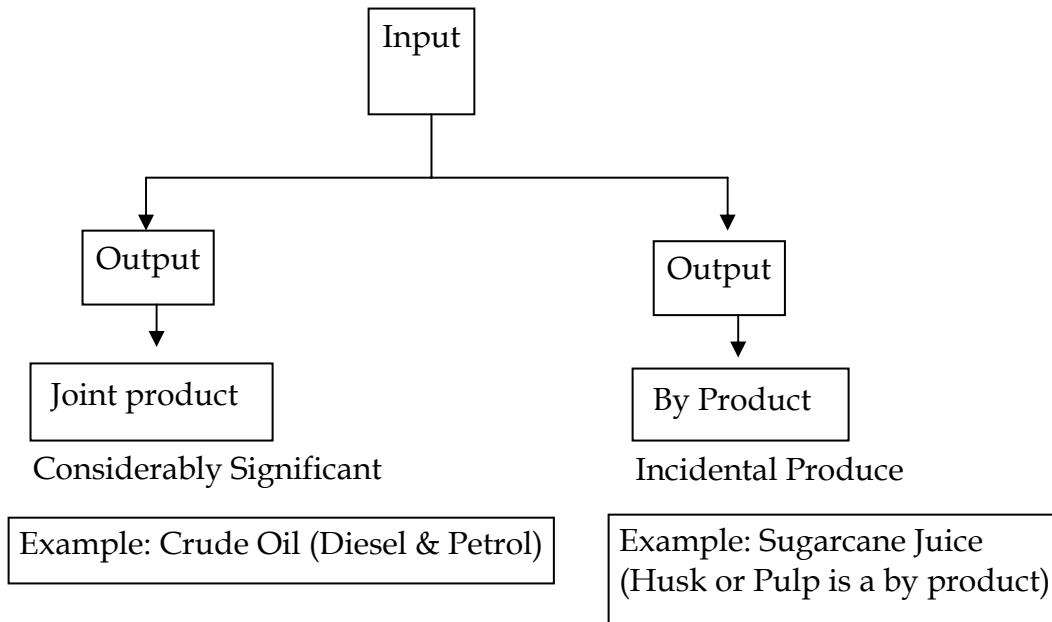 Input
Output
Output
Joint product
By Product
Considerably Significant
Incidental Produce
Example: Crude Oil (Diesel & Petrol)
Example: Sugarcane Juice
(Husk or Pulp is a by product)